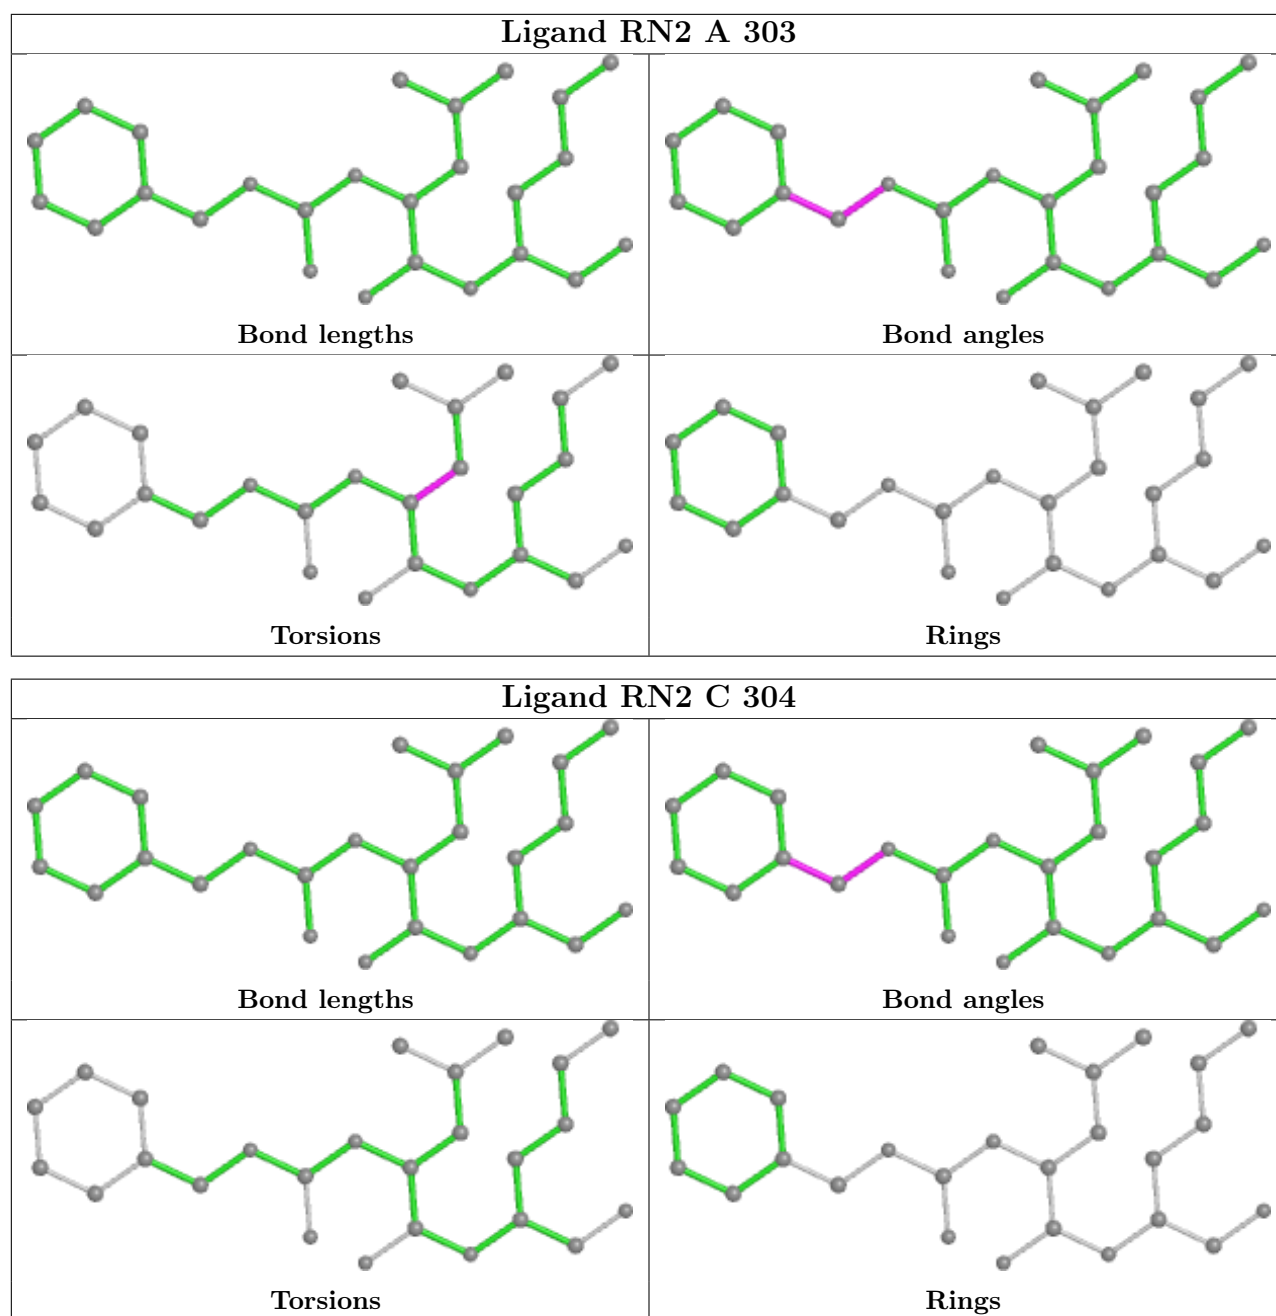 Ligand RN2 A 303
Bond lengths
Bond angles
Torsions
Rings
Ligand RN2 C 304
Bond lengths
Bond angles
Torsions
Rings